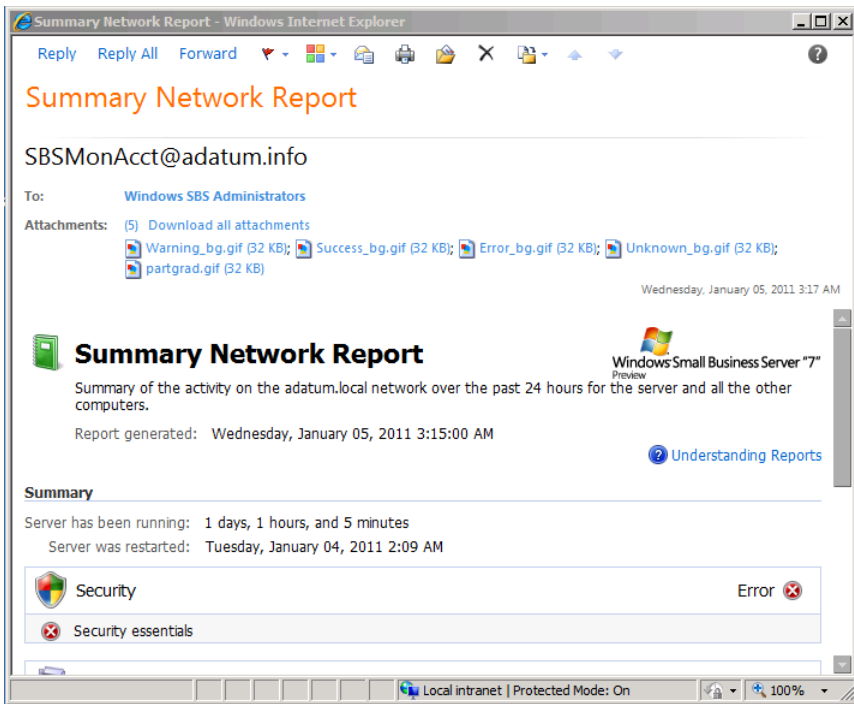 Summary Network Report - Windows Internet Explorer
Reply Reply All Forward
Summary Network Report
SBSMonAcct@adatum.info
To: Windows SBS Administrators
Attachments: (5) Download all attachments
Warning_bg.gif (32 KB); Success_bg.gif (32 KB); Error_bg.gif (32 KB); Unknown_bg.gif (32 KB);
partgrad.gif (32 KB)
Wednesday, January 05, 2011 3:17 AM
Summary Network Report
Windows Small Business Server "7"
Preview
Summary of the activity on the adatum.local network over the past 24 hours for the server and all the other
computers.
Report generated: Wednesday, January 05, 2011 3:15:00 AM
Understanding Reports
Summary
Server has been running: 1 days, 1 hours, and 5 minutes
Server was restarted: Tuesday, January 04, 2011 2:09 AM
Security Error
Security essentials
Local intranet | Protected Mode: On 100%